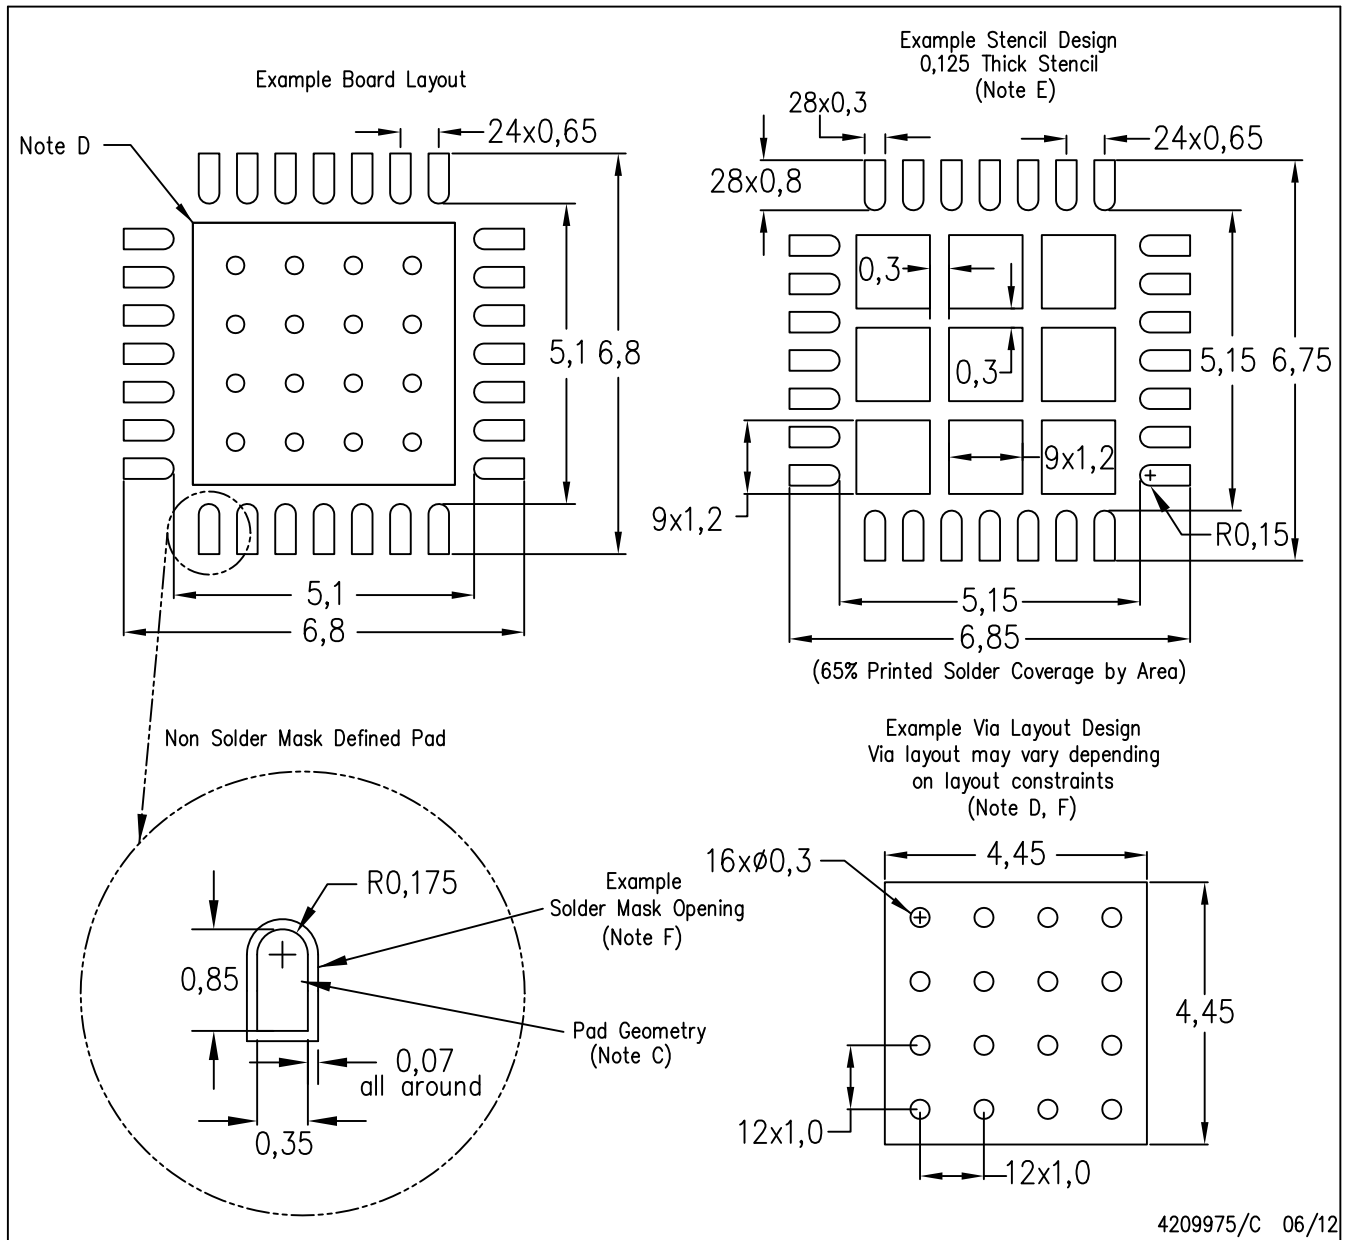 Example Board Layout
Note D
24x0,65
5,1
6,8
5,1
6,8
Example Stencil Design
0,125 Thick Stencil
(Note E)
28x0,3
24x0,65
28x0,8
0,3
0,3
5,15
6,75
9x1,2
9x1,2
R0,15
5,15
6,85
(65% Printed Solder Coverage by Area)
Non Solder Mask Defined Pad
R0,175
Example
Solder Mask Opening
(Note F)
0,85
Pad Geometry
(Note C)
0,07
all around
0,35
Example Via Layout Design
Via layout may vary depending
on layout constraints
(Note D, F)
16xø0,3
4,45
4,45
12x1,0
12x1,0
4209975/C 06/12